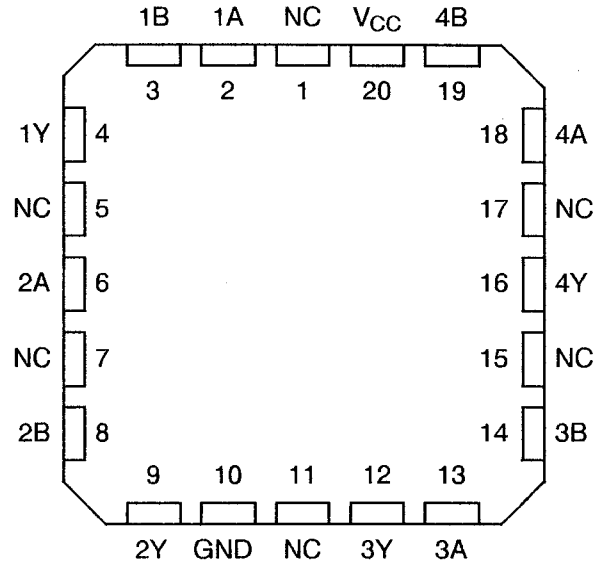 1B 1A NC VCC 4B
3 2 1 20 19
1Y 4 18 4A
NC 5 17 NC
2A 6 16 4Y
NC 7 15 NC
2B 8 14 3B
9 10 11 12 13
2Y GND NC 3Y 3A